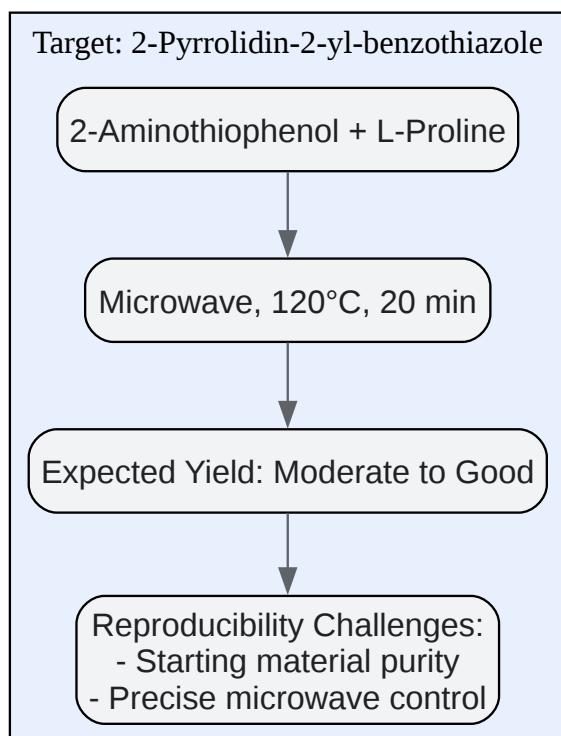 Target: 2-Pyrrolidin-2-yl-benzothiazole
2-Aminothiophenol + L-Proline
Microwave, 120°C, 20 min
Expected Yield: Moderate to Good
Reproducibility Challenges:
- Starting material purity
- Precise microwave control